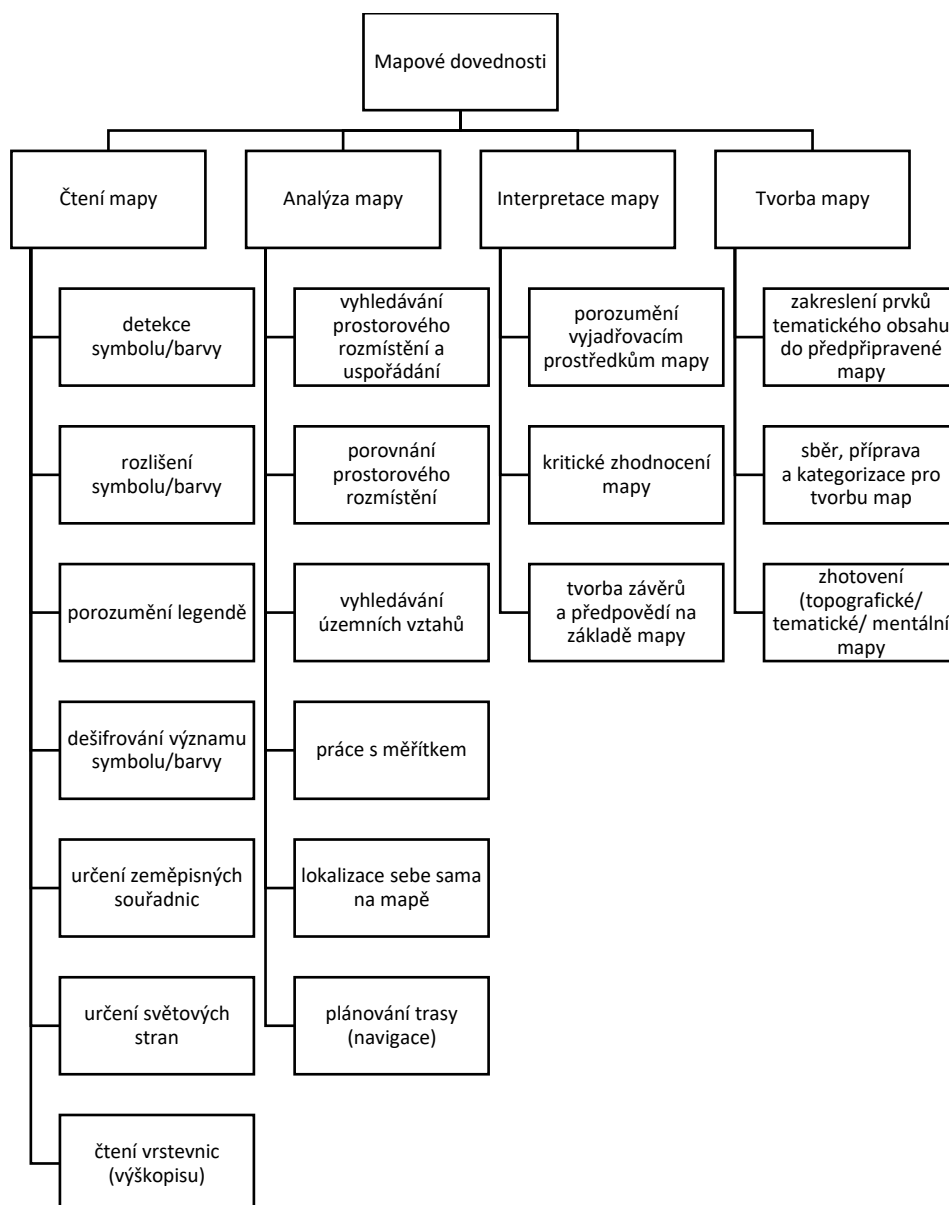 Mapové dovednosti
Čtení mapy
detekce
symbolu/barvy
rozlišení
symbolu/barvy
porozumění legendě
dešifrování významu
symbolu/barvy
určení zeměpisných
souřadnic
určení světových
stran
čtení vrstevnic
(výškopisu)
Analýza mapy
vyhledávání
prostorového
rozmístění a
uspořádání
porovnání
prostorového
rozmístění
vyhledávání
územních vztahů
práce s měřítkem
lokalizace sebe sama
na mapě
plánování trasy
(navigace)
Interpretace mapy
porozumění
vyjadřovacím
prostředkům mapy
kritické zhodnocení
mapy
tvorba závěrů
a předpovědí na
základě mapy
Tvorba mapy
zakreslení prvků
tematického obsahu
do předpřipravené
mapy
sběr, příprava
a kategorizace pro
tvorbu map
zhotovení
(topografické/
tematické/ mentální
mapy